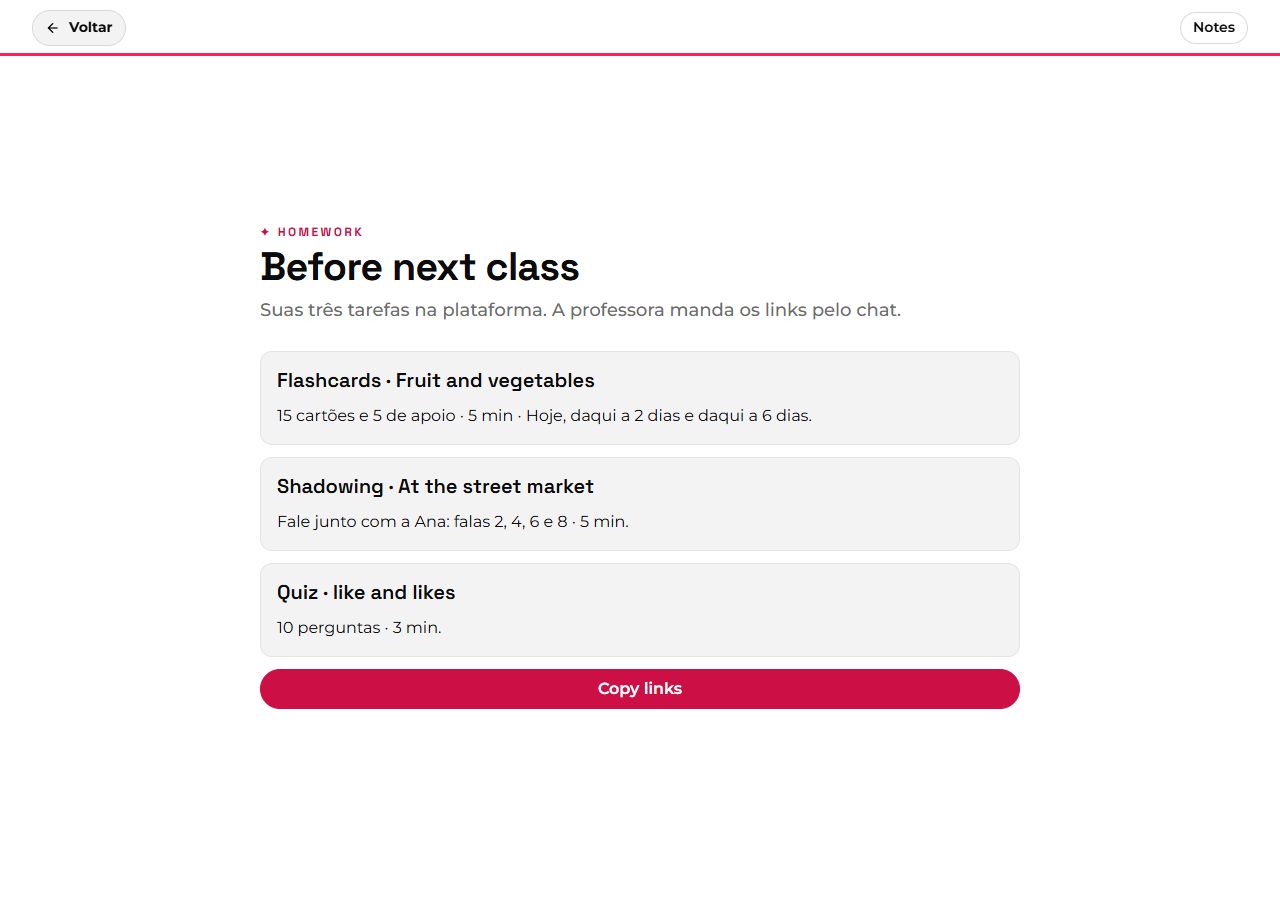 ← Voltar
Notes
✦ HOMEWORK
Before next class
Suas três tarefas na plataforma. A professora manda os links pelo chat.
Flashcards · Fruit and vegetables
15 cartões e 5 de apoio · 5 min · Hoje, daqui a 2 dias e daqui a 6 dias.
Shadowing · At the street market
Fale junto com a Ana: falas 2, 4, 6 e 8 · 5 min.
Quiz · like and likes
10 perguntas · 3 min.
Copy links